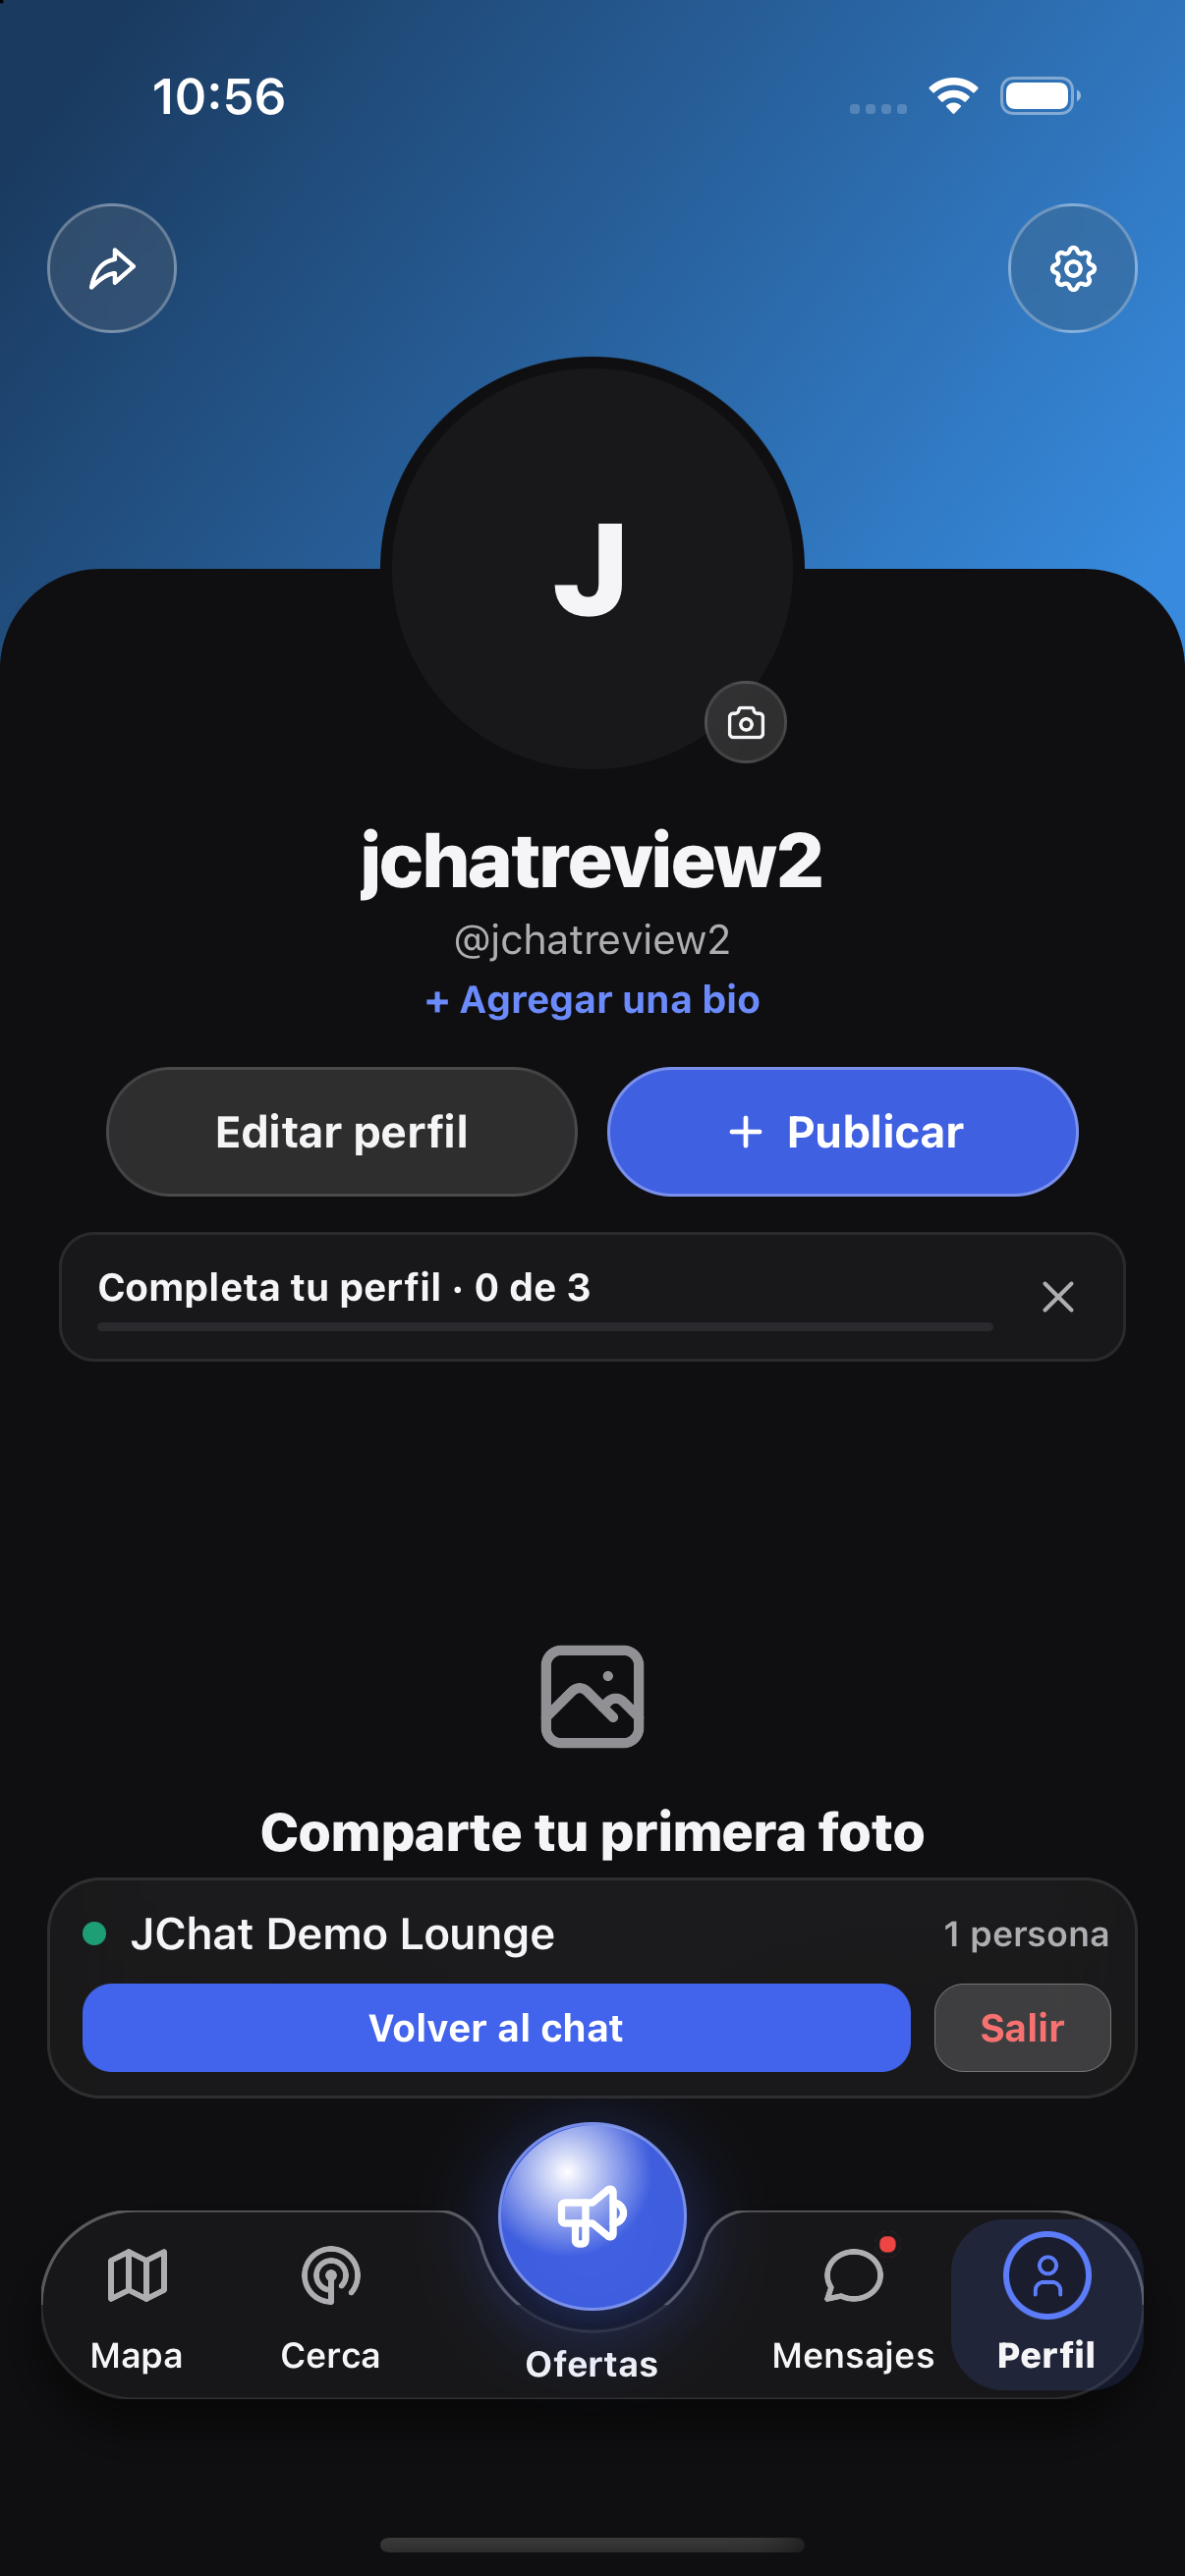 10:56
J
jchatreview2
@jchatreview2
+ Agregar una bio
Editar perfil
+ Publicar
Completa tu perfil · 0 de 3
Comparte tu primera foto
JChat Demo Lounge
1 persona
Volver al chat
Salir
Mapa
Cerca
Ofertas
Mensajes
Perfil